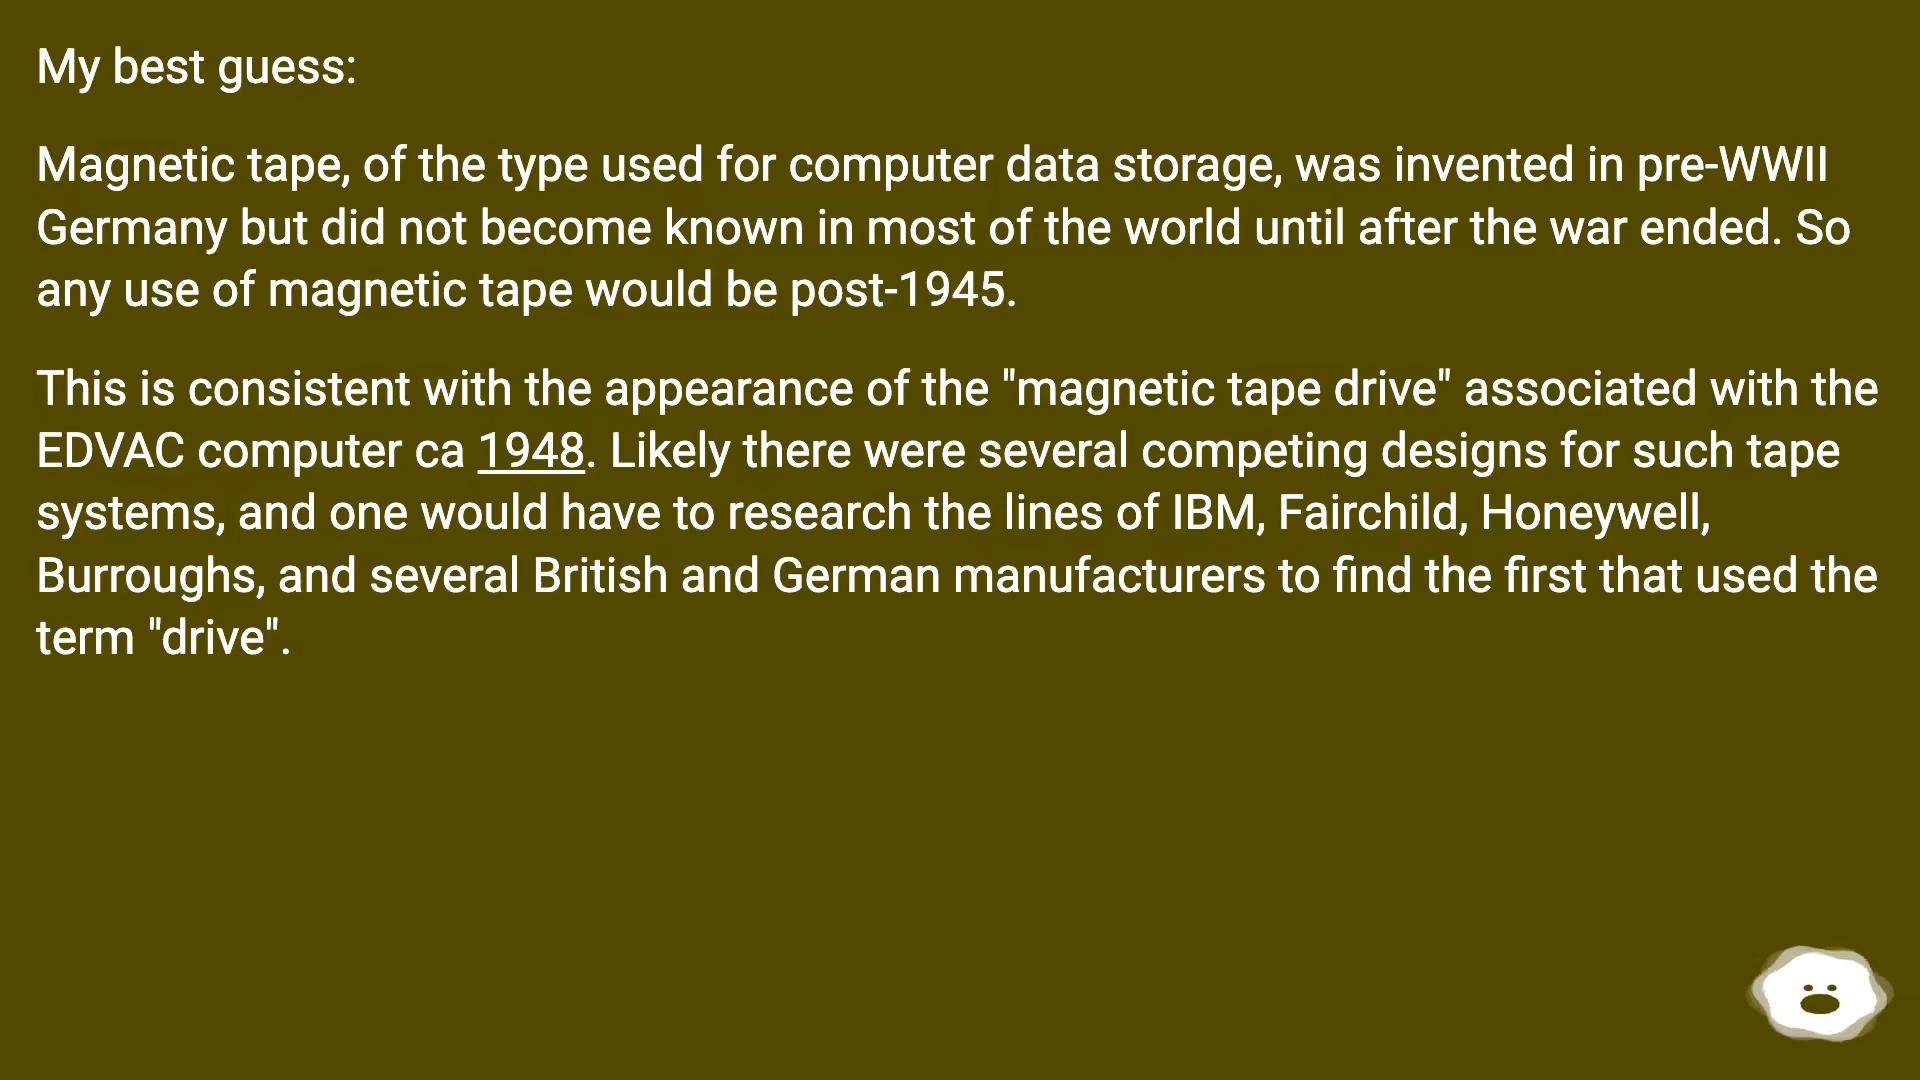 My best guess:
Magnetic tape, of the type used for computer data storage, was invented in pre-WWII
Germany but did not become known in most of the world until after the war ended. So
any use of magnetic tape would be post-1945.
This is consistent with the appearance of the "magnetic tape drive" associated with the
EDVAC computer ca 1948. Likely there were several competing designs for such tape
systems, and one would have to research the lines of IBM, Fairchild, Honeywell,
Burroughs, and several British and German manufacturers to find the first that used the
term "drive".